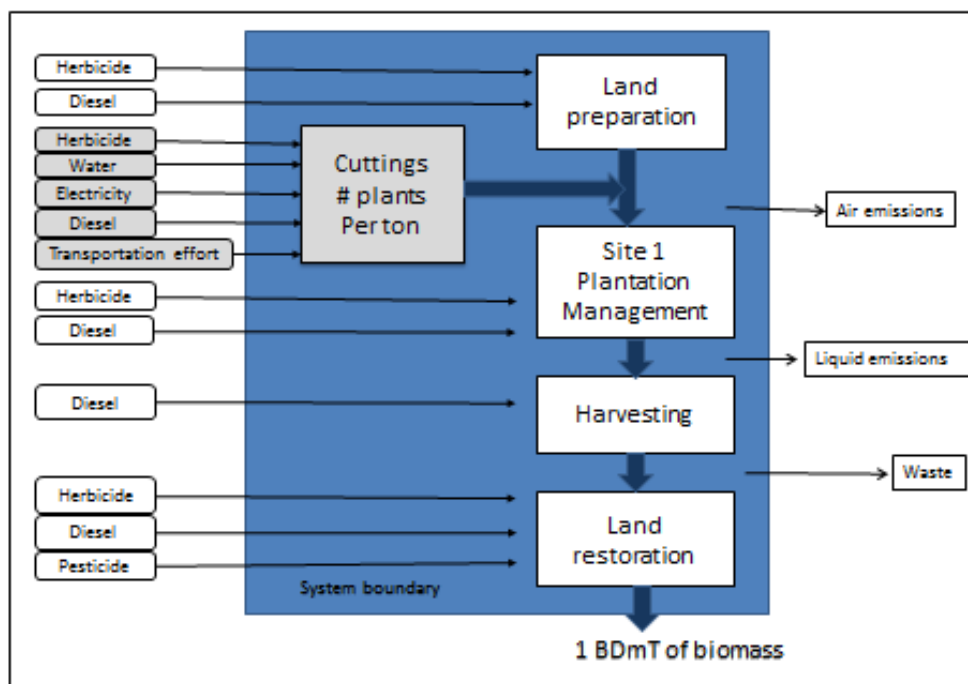 Herbicide
Diesel
Herbicide
Water
Electricity
Diesel
Transportation effort
Herbicide
Diesel
Diesel
Herbicide
Diesel
Pesticide
Cuttings
# plants
Per ton
Land
preparation
Site 1
Plantation
Management
Harvesting
Land
restoration
System boundary
Air emissions
Liquid emissions
Waste
1 BDmT of biomass